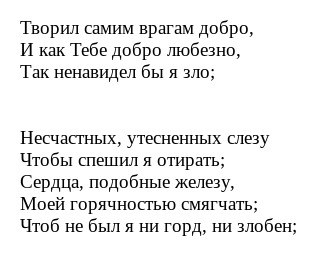 Творил самим врагам добро,
И как Тебе добро любезно,
Так ненавидел бы я зло;
Несчастных, утесненных слезу
Чтобы спешил я отирать;
Сердца, подобные железу,
Моей горячностью смягчать;
Чтоб не был я ни горд, ни злобен;